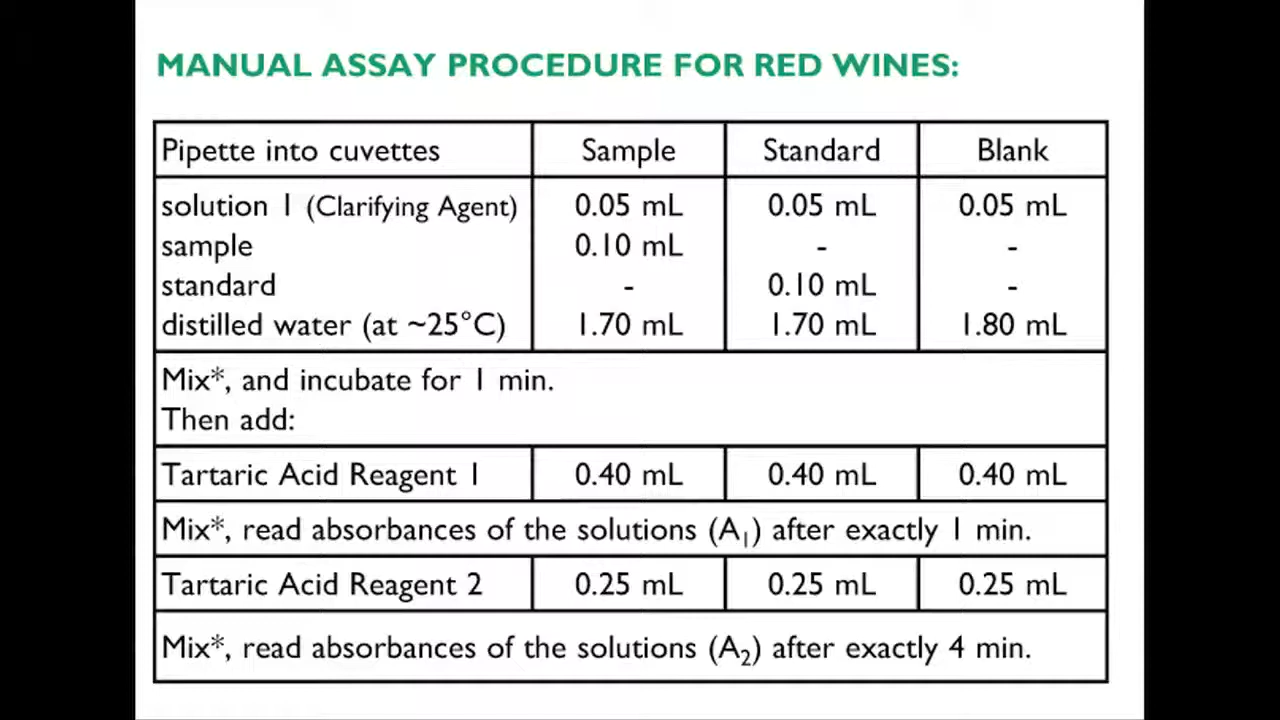 MANUAL ASSAY PROCEDURE FOR RED WINES:
Pipette into cuvettes Sample Standard Blank
solution 1 (Clarifying Agent) 0.05 mL 0.05 mL 0.05 mL
sample 0.10 mL - -
standard - 0.10 mL -
distilled water (at ~25°C) 1.70 mL 1.70 mL 1.80 mL
Mix*, and incubate for 1 min.
Then add:
Tartaric Acid Reagent 1 0.40 mL 0.40 mL 0.40 mL
Mix*, read absorbances of the solutions (A₁) after exactly 1 min.
Tartaric Acid Reagent 2 0.25 mL 0.25 mL 0.25 mL
Mix*, read absorbances of the solutions (A₂) after exactly 4 min.